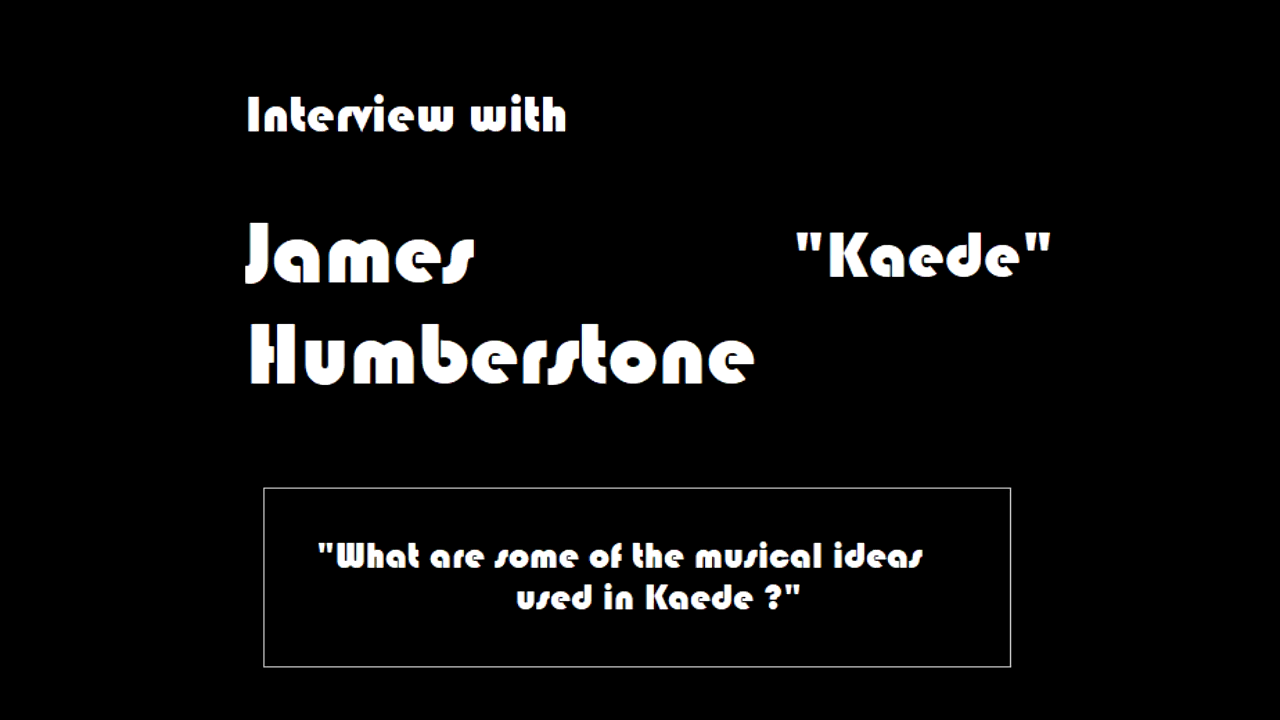 Interview with
James
Humberstone
"Kaede"
"What are some of the musical ideas
used in Kaede ?"